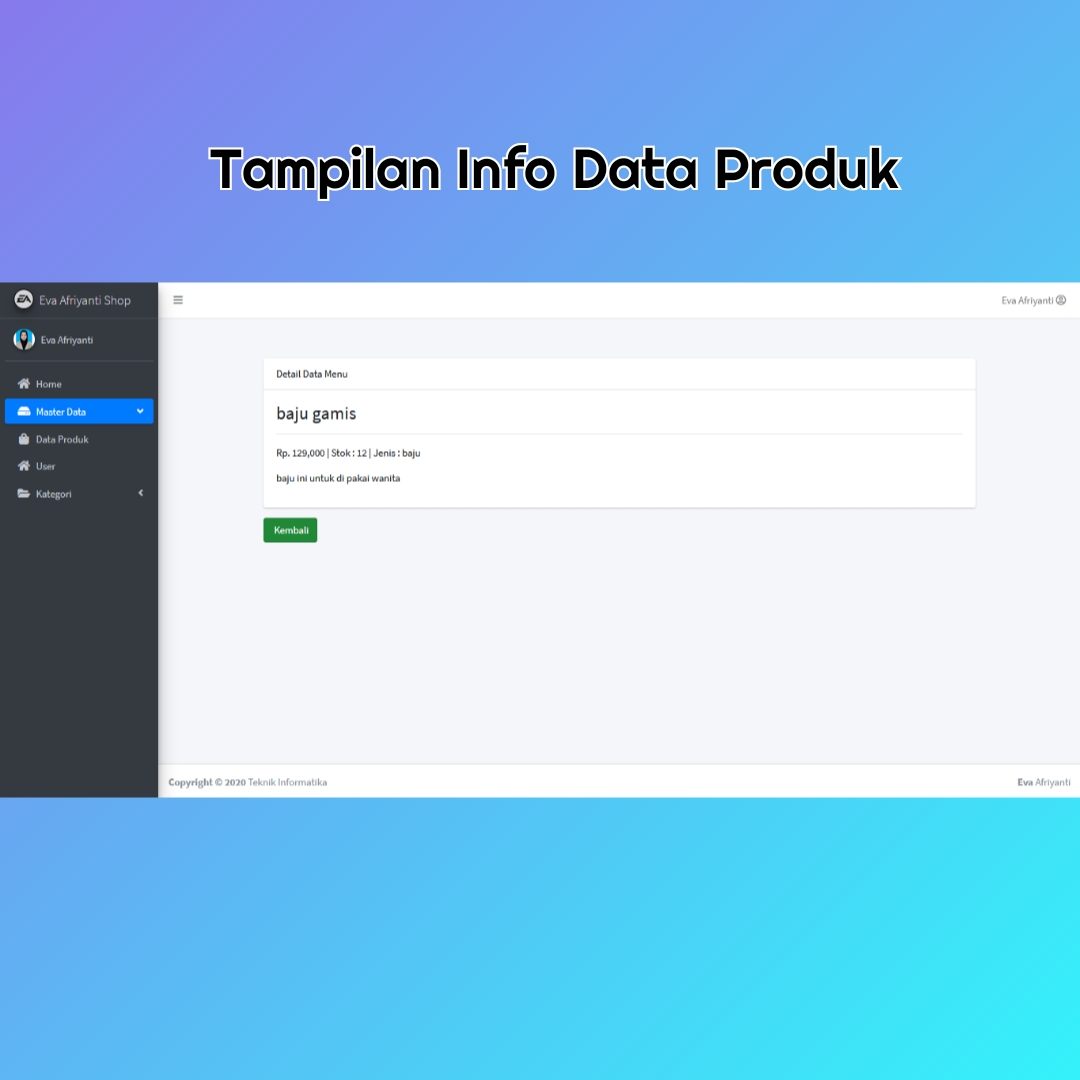 Tampilan Info Data Produk
EA Eva Afriyanti Shop
Eva Afriyanti
Eva Afriyanti
Home
Master Data
Data Produk
User
Kategori
Detail Data Menu
baju gamis
Rp. 129,000 | Stok : 12 | Jenis : baju
baju ini untuk di pakai wanita
Kembali
Copyright © 2020 Teknik Informatika
Eva Afriyanti